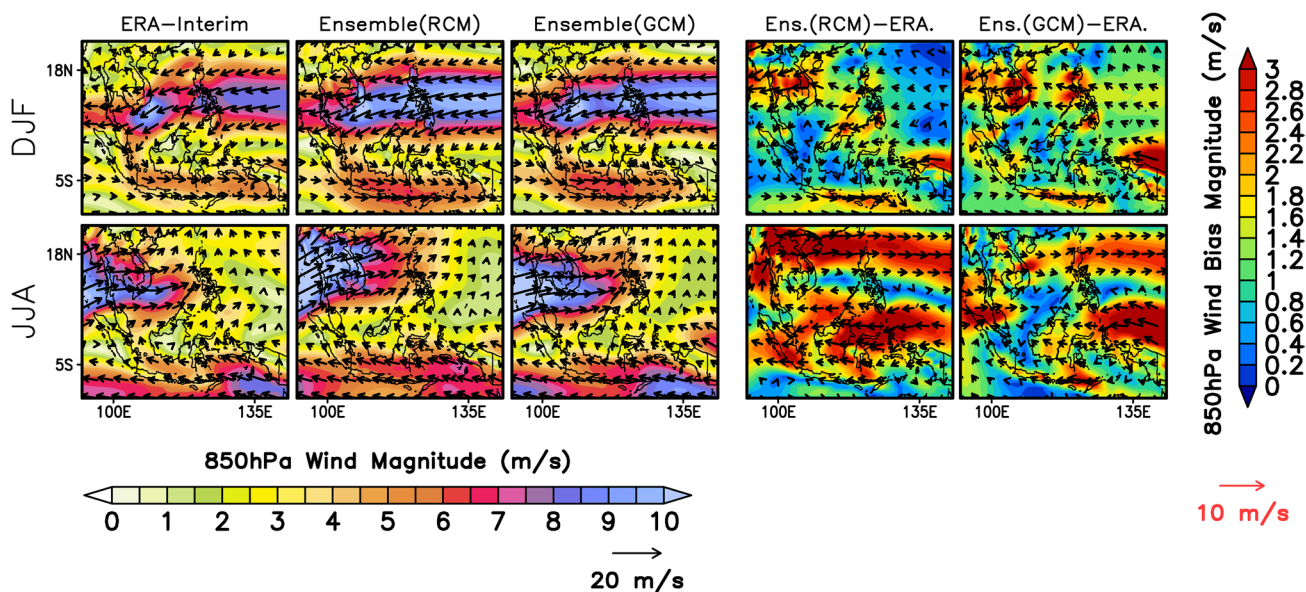 ERA−Interim
Ensemble(RCM)
Ensemble(GCM)
Ens.(RCM)−ERA.
Ens.(GCM)−ERA.
DJF
18N
5S
JJA
18N
5S
100E 135E 100E 135E 100E 135E 100E 135E 100E 135E
850hPa Wind Magnitude (m/s)
0 1 2 3 4 5 6 7 8 9 10
20 m/s
850hPa Wind Bias Magnitude (m/s)
3
2.8
2.6
2.4
2.2
2
1.8
1.6
1.4
1.2
1
0.8
0.6
0.4
0.2
0
10 m/s